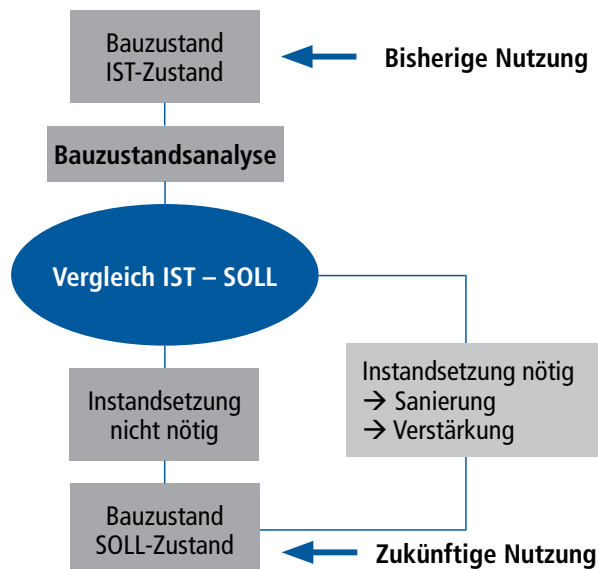 Bauzustand
IST-Zustand
Bisherige Nutzung
Bauzustandsanalyse
Vergleich IST – SOLL
Instandsetzung
nicht nötig
Instandsetzung nötig
→ Sanierung
→ Verstärkung
Bauzustand
SOLL-Zustand
Zukünftige Nutzung